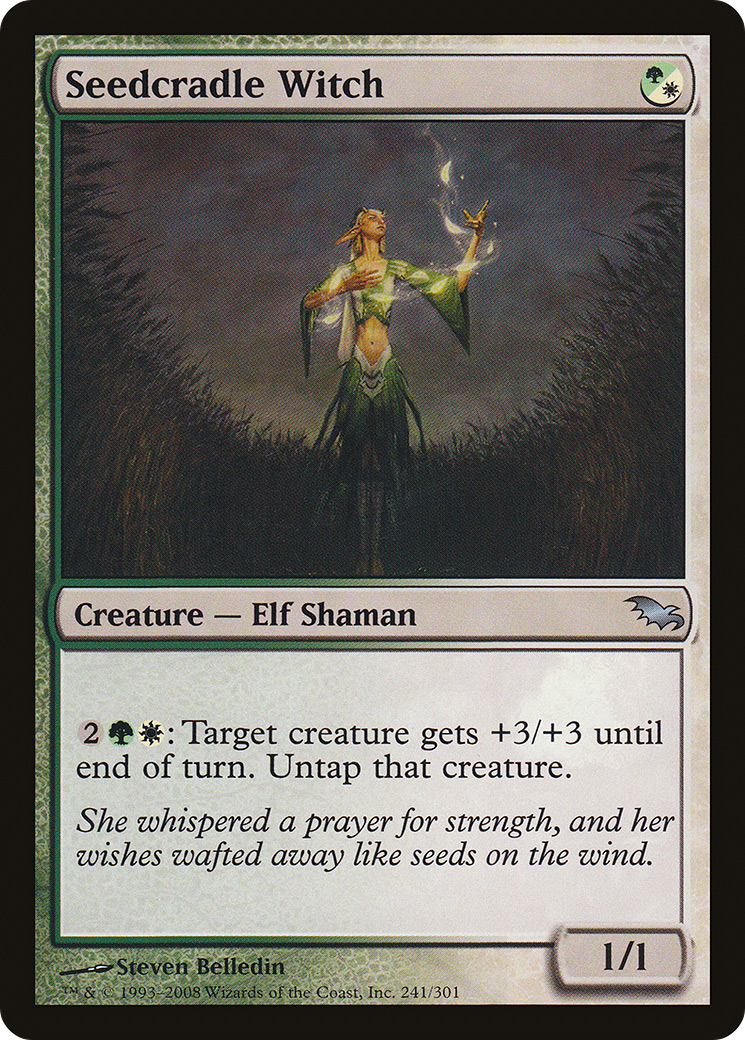 Seedcradle Witch
Creature — Elf Shaman
2: Target creature gets +3/+3 until
end of turn. Untap that creature.
She whispered a prayer for strength, and her
wishes wafted away like seeds on the wind.
1/1
Steven Belledin
™ & © 1993–2008 Wizards of the Coast, Inc. 241/301